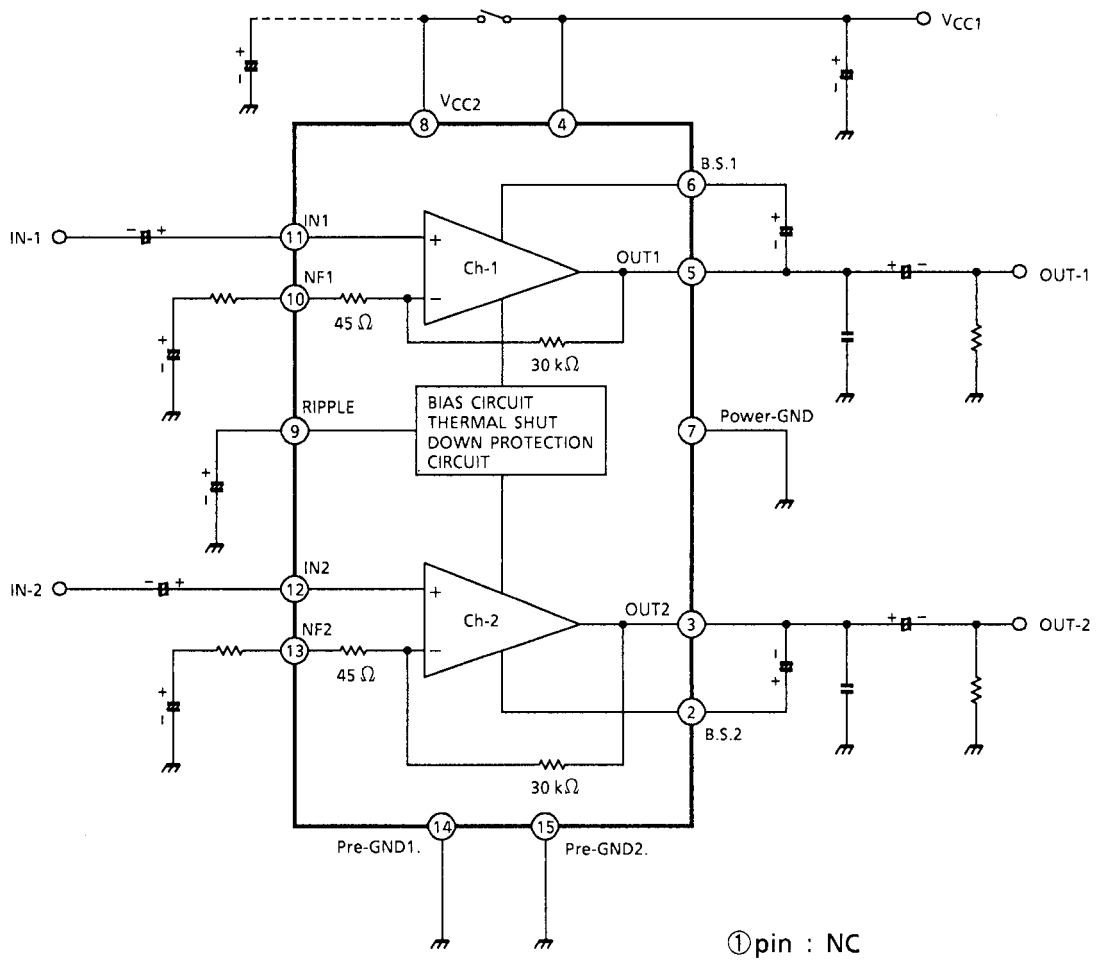 +
−
VCC1
+
−
VCC2
8
4
B.S.1
6
IN-1
− +
IN1
11
+
Ch-1
+
−
OUT1
5
+ −
OUT-1
NF1
10
45 Ω
−
+
−
30 kΩ
RIPPLE
9
BIAS CIRCUIT
THERMAL SHUT
DOWN PROTECTION
CIRCUIT
Power-GND
7
+
−
IN-2
− +
IN2
12
+
Ch-2
OUT2
3
+ −
OUT-2
NF2
13
45 Ω
−
−
+
+
−
2
B.S.2
30 kΩ
14
15
Pre-GND1.
Pre-GND2.
①pin : NC